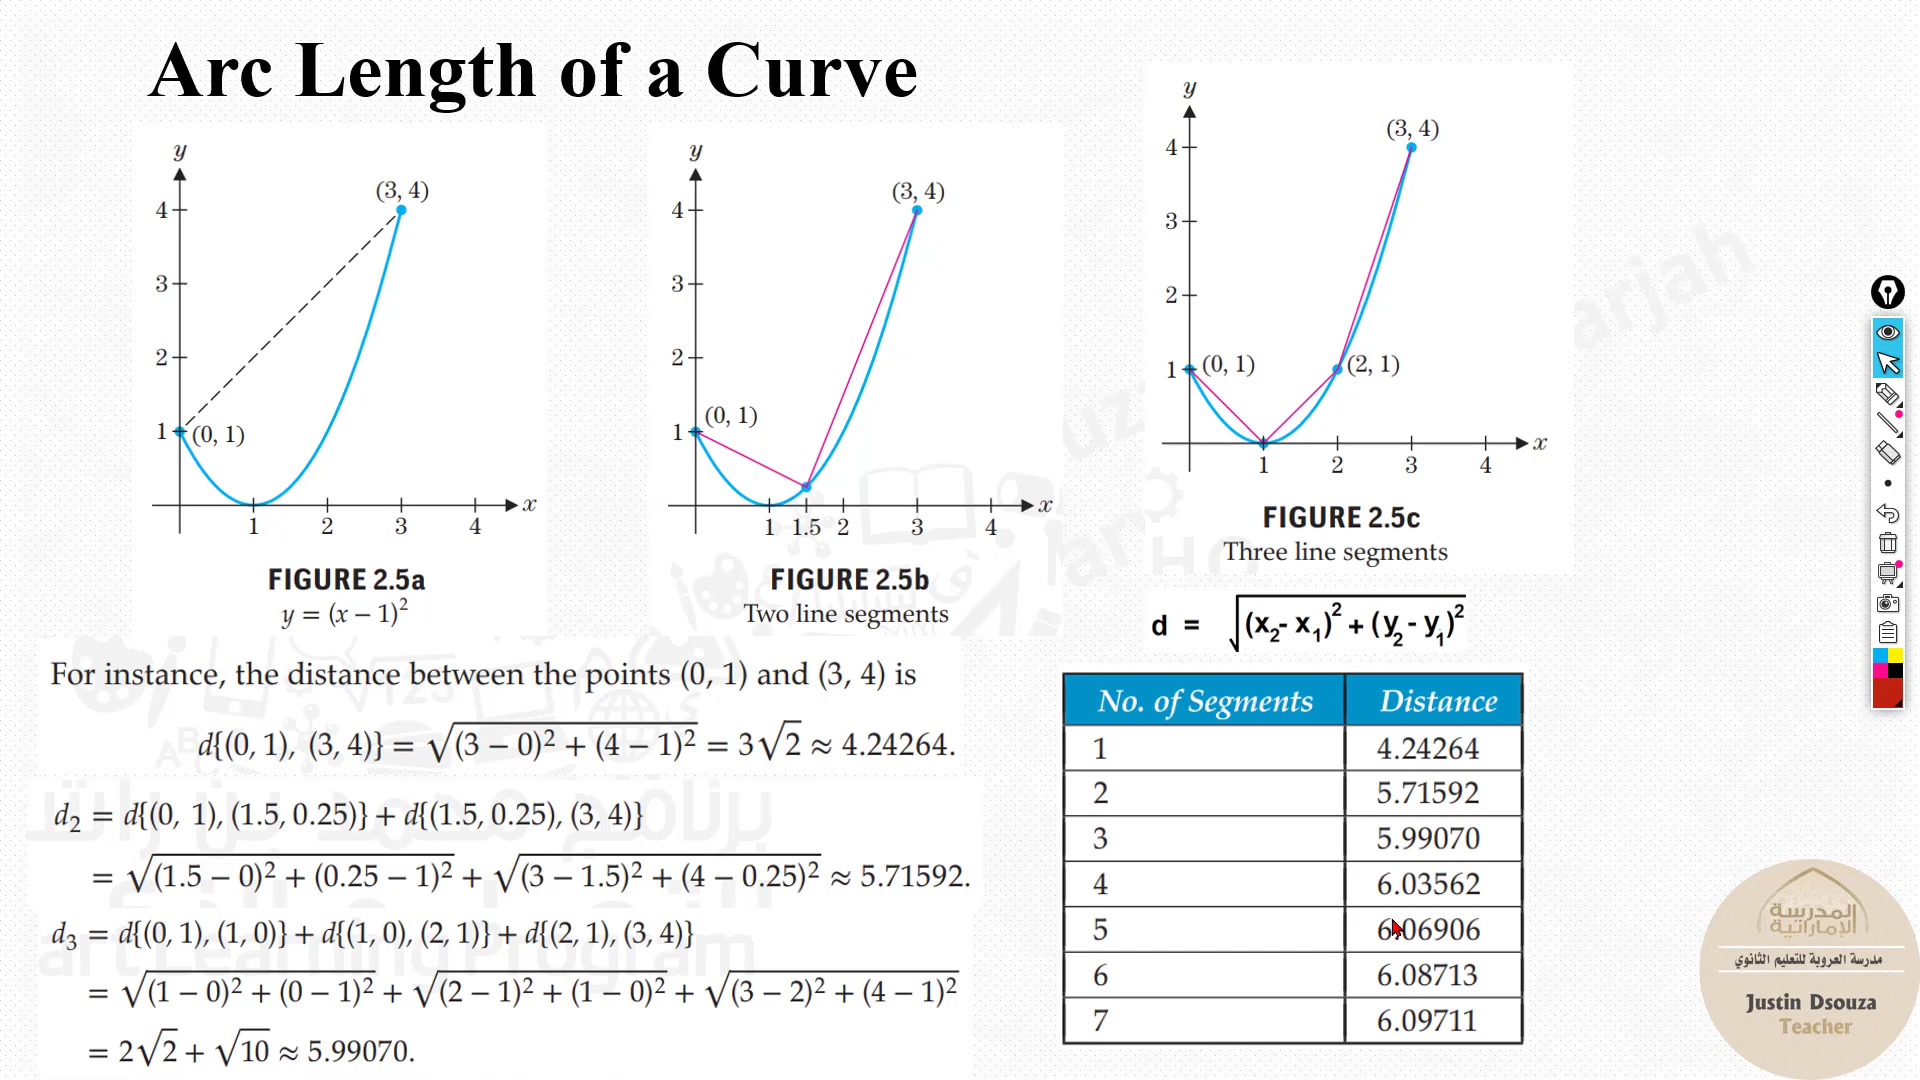 Arc Length of a Curve
y
(3, 4)
4
3
2
1
(0, 1)
1 2 3 4 x
FIGURE 2.5a
y = (x − 1)²
y
(3, 4)
4
3
2
(0, 1)
1
1 1.5 2 3 4 x
FIGURE 2.5b
Two line segments
y
(3, 4)
4
3
2
1 (0, 1) (2, 1)
x
1 2 3 4
FIGURE 2.5c
Three line segments
d = √(x₂ - x₁)² + (y₂ - y₁)²
For instance, the distance between the points (0, 1) and (3, 4) is
d{(0, 1), (3, 4)} = √(3 − 0)² + (4 − 1)² = 3√2 ≈ 4.24264.
d₂ = d{(0, 1), (1.5, 0.25)} + d{(1.5, 0.25), (3, 4)}
= √(1.5 − 0)² + (0.25 − 1)² + √(3 − 1.5)² + (4 − 0.25)² ≈ 5.71592.
d₃ = d{(0, 1), (1, 0)} + d{(1, 0), (2, 1)} + d{(2, 1), (3, 4)}
= √(1 − 0)² + (0 − 1)² + √(2 − 1)² + (1 − 0)² + √(3 − 2)² + (4 − 1)²
= 2√2 + √10 ≈ 5.99070.
No. of Segments Distance
1 4.24264
2 5.71592
3 5.99070
4 6.03562
5 6.06906
6 6.08713
7 6.09711
المدرسة
الإماراتية
مدرسة العروبة للتعليم الثانوي
Justin Dsouza
Teacher
برنامج محمد بن راشد
art Learning Program
arjah